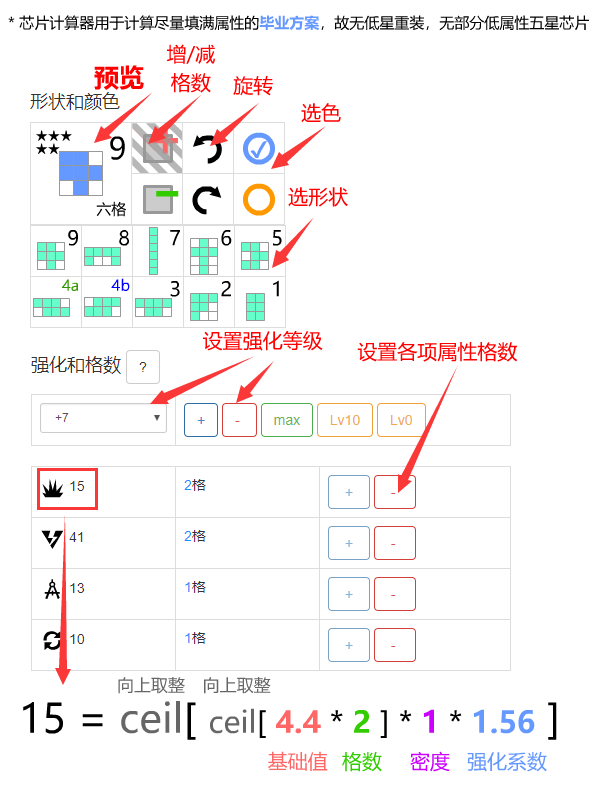 * 芯片计算器用于计算尽量填满属性的毕业方案，故无低星重装，无部分低属性五星芯片
增/减
格数
预览
旋转
形状和颜色
选色
★★★
★★
9
六格
选形状
9 8 7 6 5
4a 4b 3 2 1
设置强化等级
设置各项属性格数
强化和格数 ?
+7 + - max Lv10 Lv0
15 2格 + -
41 2格 + -
13 1格 + -
10 1格 + -
向上取整 向上取整
15 = ceil[ ceil[ 4.4 * 2 ] * 1 * 1.56 ]
基础值 格数 密度 强化系数